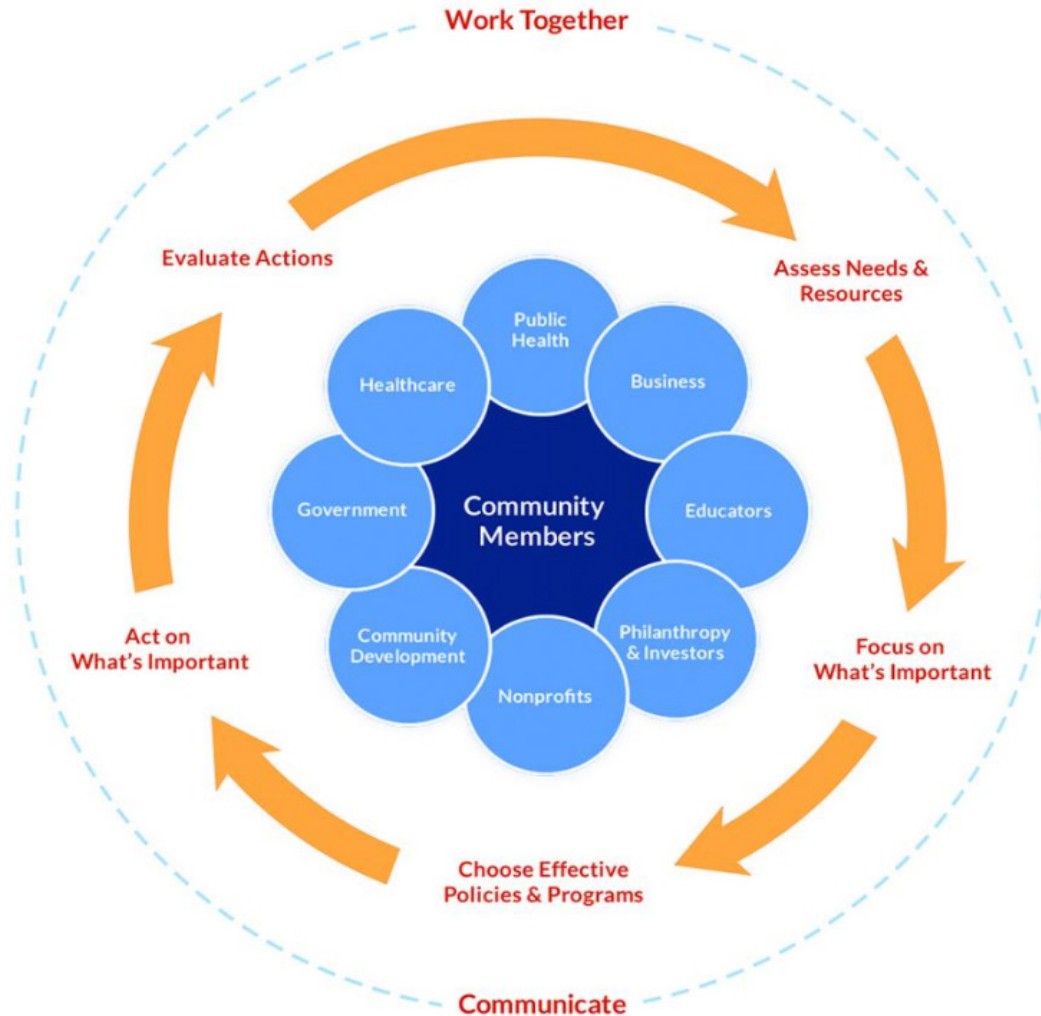 Work Together
Evaluate Actions
Assess Needs &
Resources
Public
Health
Healthcare
Business
Government
Community
Members
Educators
Community
Development
Philanthropy
& Investors
Nonprofits
Act on
What's Important
Focus on
What's Important
Choose Effective
Policies & Programs
Communicate